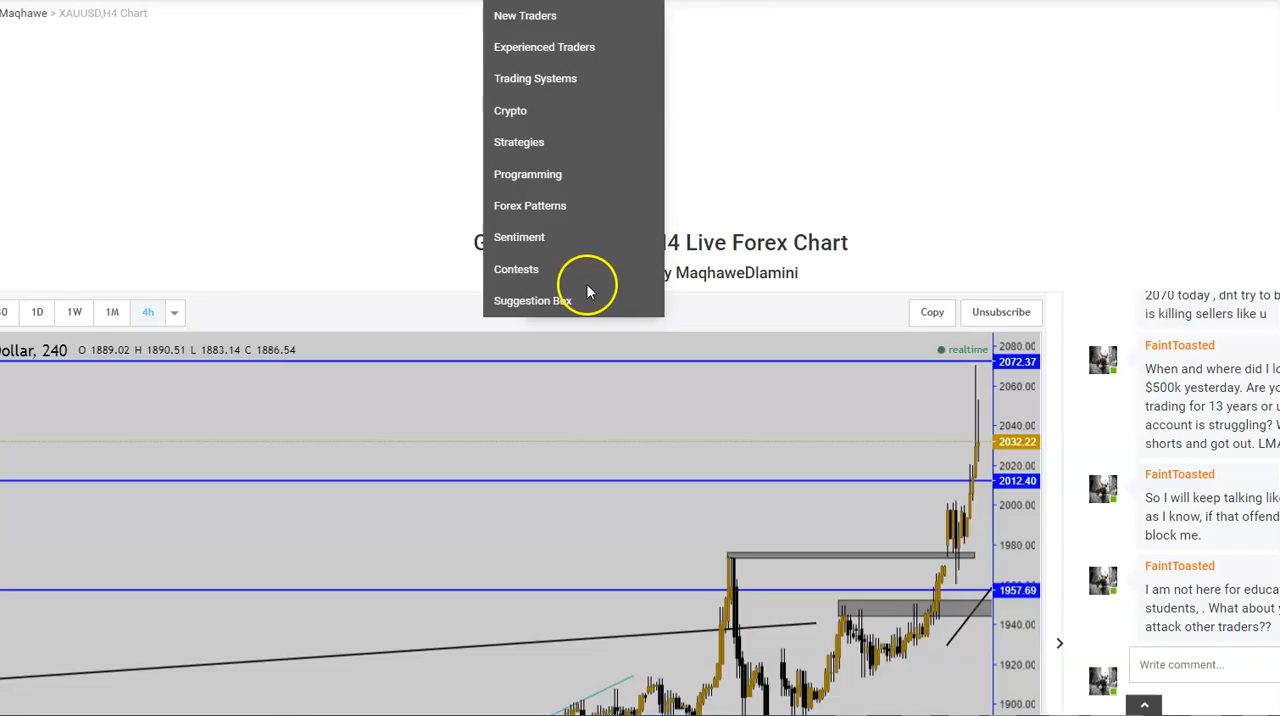 Maqhawe > XAUUSD,H4 Chart
New Traders
Experienced Traders
Trading Systems
Crypto
Strategies
Programming
Forex Patterns
Sentiment
Contests
Suggestion Box
G
4 Live Forex Chart
y MaqhaweDlamini
1D
1W
1M
4h
Copy
Unsubscribe
Dollar, 240 O 1889.02 H 1890.51 L 1883.14 C 1886.54
realtime
2080.00
2072.37
2060.00
2040.00
2032.22
2020.00
2012.40
2000.00
1980.00
1957.69
1940.00
1920.00
1900.00
2070 today , dnt try to b
is killing sellers like u
FaintToasted
When and where did I lo
$500k yesterday. Are yo
trading for 13 years or u
account is struggling? W
shorts and got out. LMA
FaintToasted
So I will keep talking lik
as I know, if that offend
block me.
FaintToasted
I am not here for educa
students, . What about y
attack other traders??
Write comment...